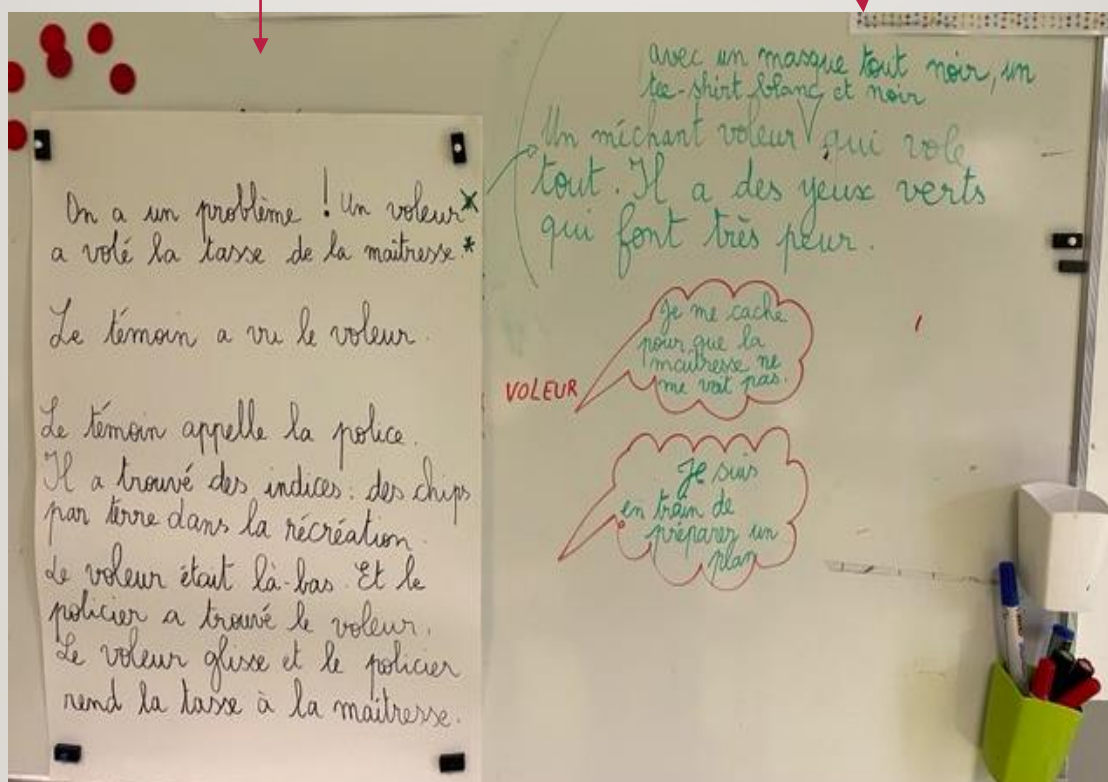 On a un problème ! Un voleur*
a volé la tasse de la maîtresse.*
Le témoin a vu le voleur.
Le témoin appelle la police.
Il a trouvé des indices : des chips
par terre dans la récréation.
Le voleur était là-bas. Et le
policier a trouvé le voleur.
Le voleur glisse et le policier
rend la tasse à la maîtresse.
avec un masque tout noir, un
tee-shirt blanc et noir
Un méchant voleur qui vole
tout. Il a des yeux verts
qui font très peur.
Je me cache
pour que la
maîtresse ne
me voit pas.
VOLEUR
Je suis
en train de
préparer un
plan